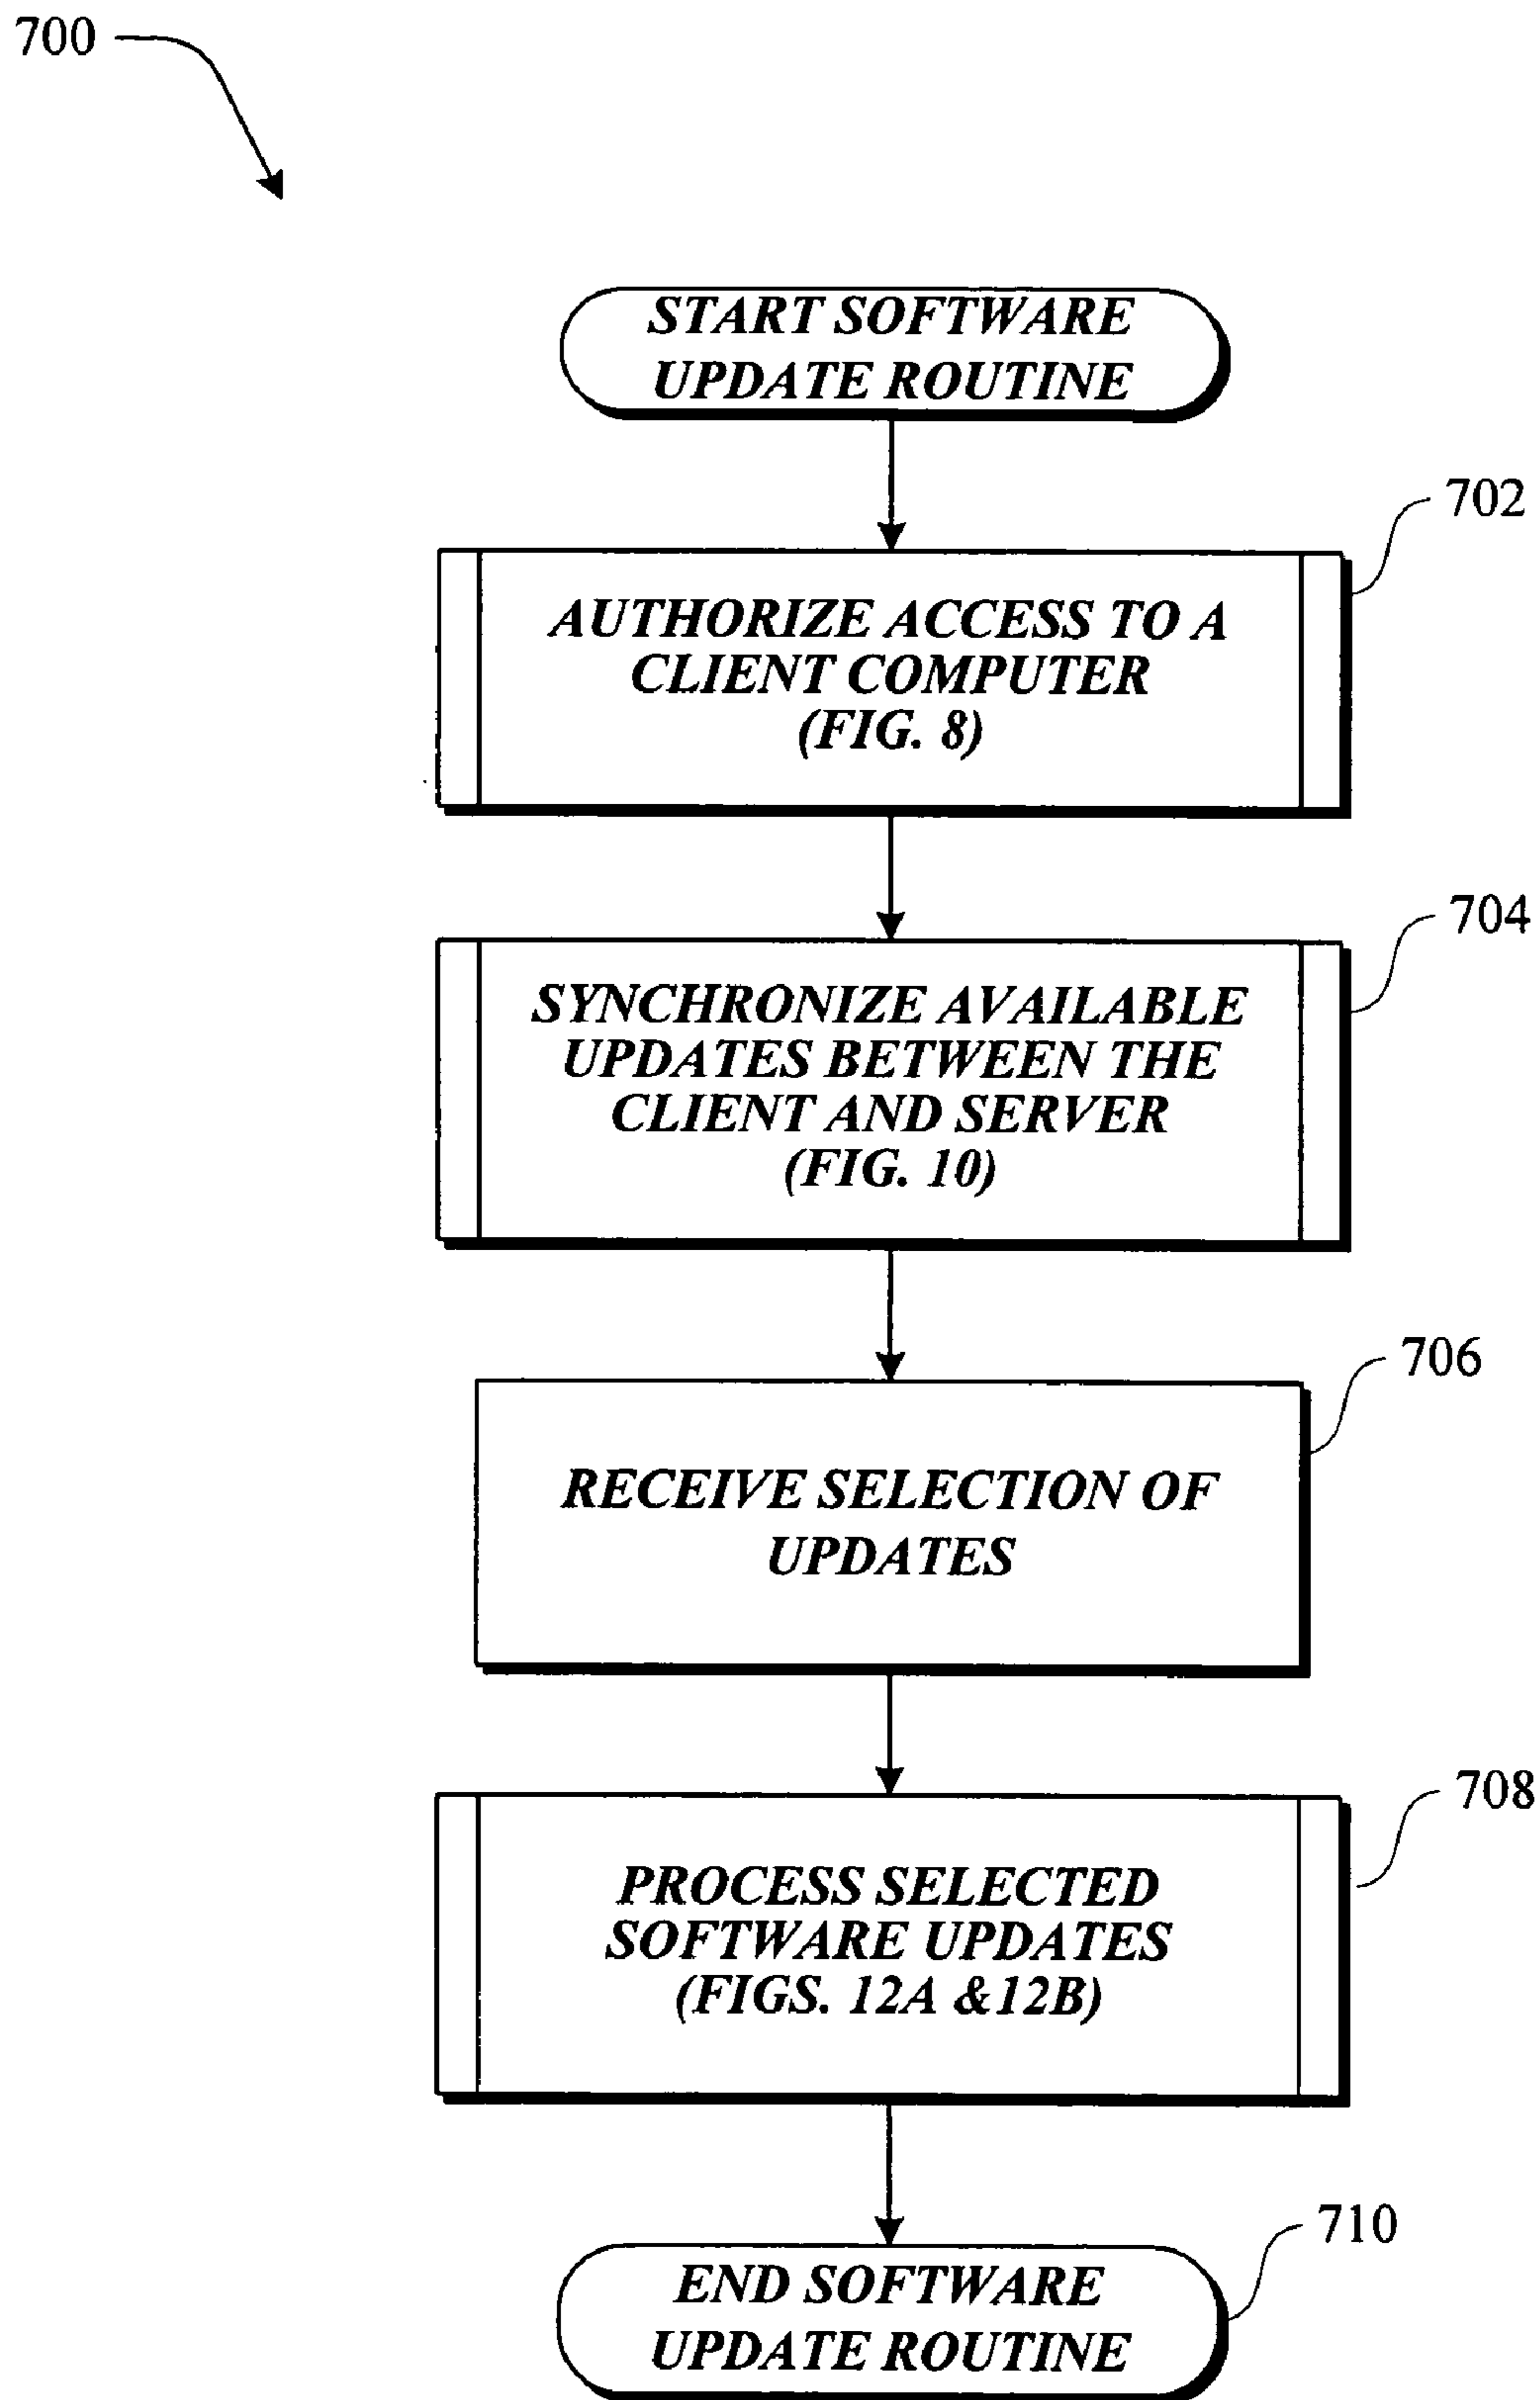 700
START SOFTWARE
UPDATE ROUTINE
702
AUTHORIZE ACCESS TO A
CLIENT COMPUTER
(FIG. 8)
704
SYNCHRONIZE AVAILABLE
UPDATES BETWEEN THE
CLIENT AND SERVER
(FIG. 10)
706
RECEIVE SELECTION OF
UPDATES
708
PROCESS SELECTED
SOFTWARE UPDATES
(FIGS. 12A &12B)
710
END SOFTWARE
UPDATE ROUTINE